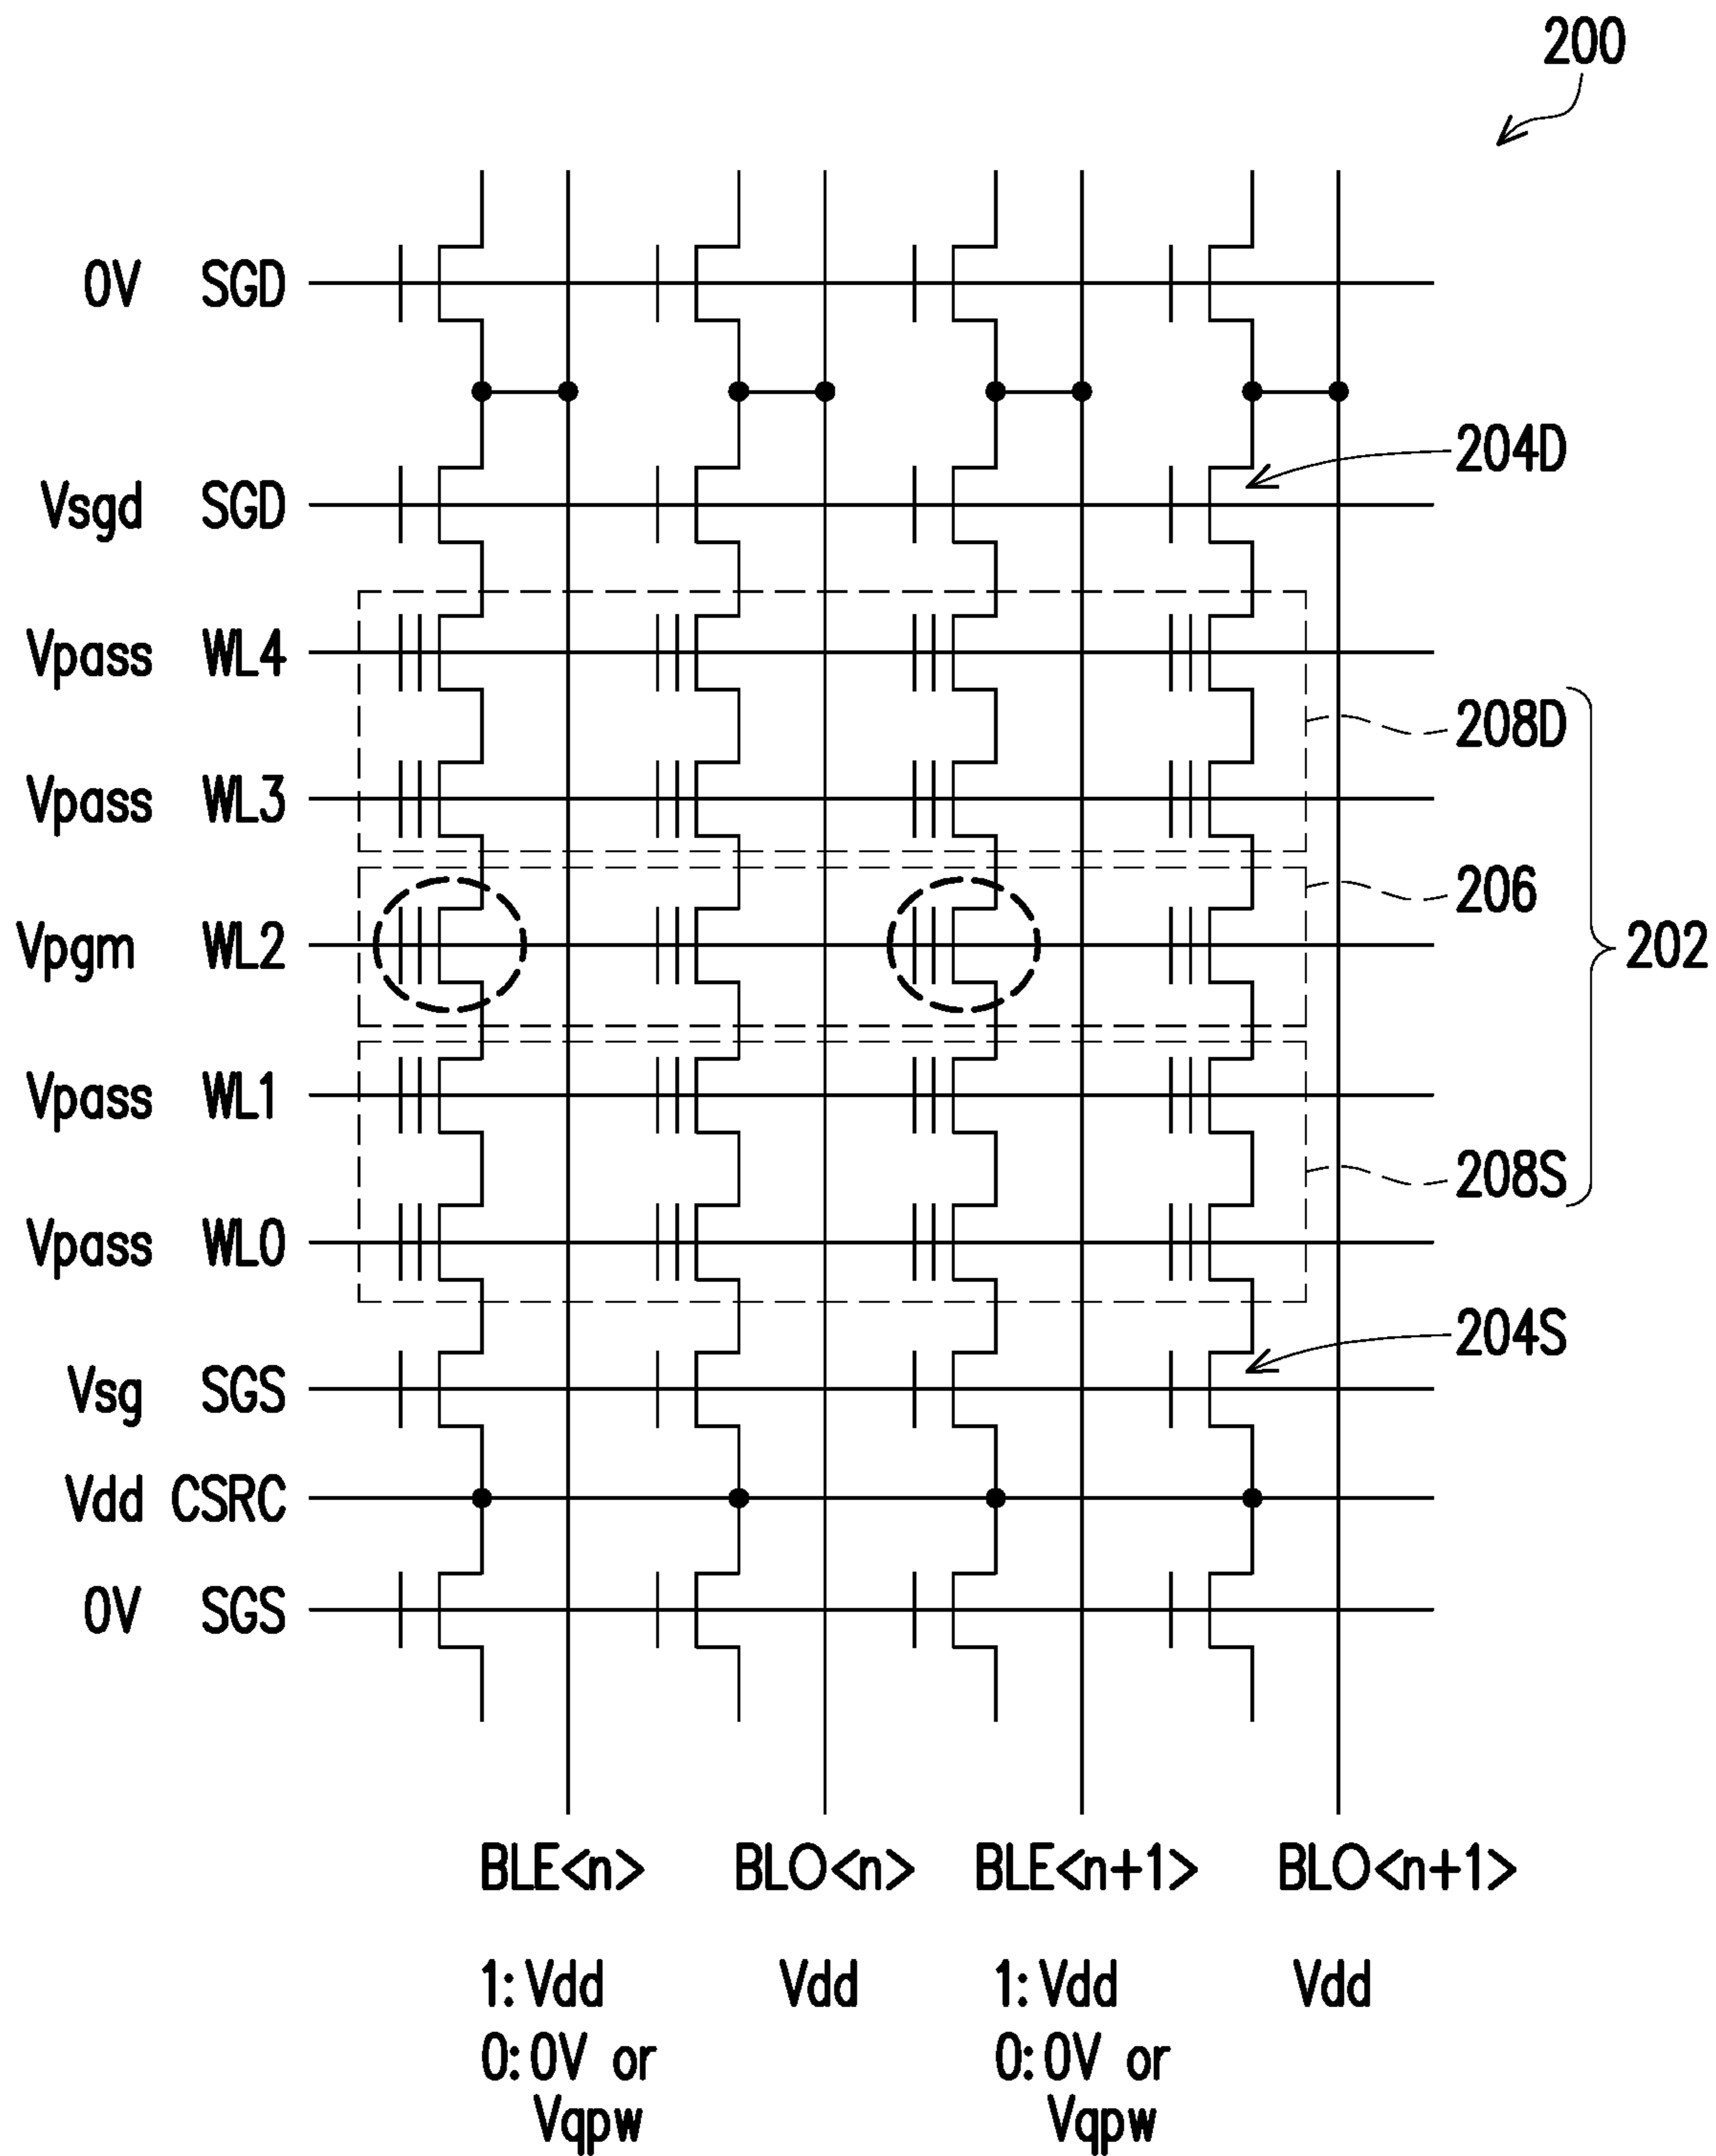 200
0V SGD
204D
Vsgd SGD
Vpass WL4
208D
Vpass WL3
206
Vpgm WL2
202
Vpass WL1
208S
Vpass WL0
204S
Vsg SGS
Vdd CSRC
0V SGS
BLE<n> BLO<n> BLE<n+1> BLO<n+1>
1: Vdd Vdd 1: Vdd Vdd
0: 0V or 0: 0V or
Vqpw Vqpw